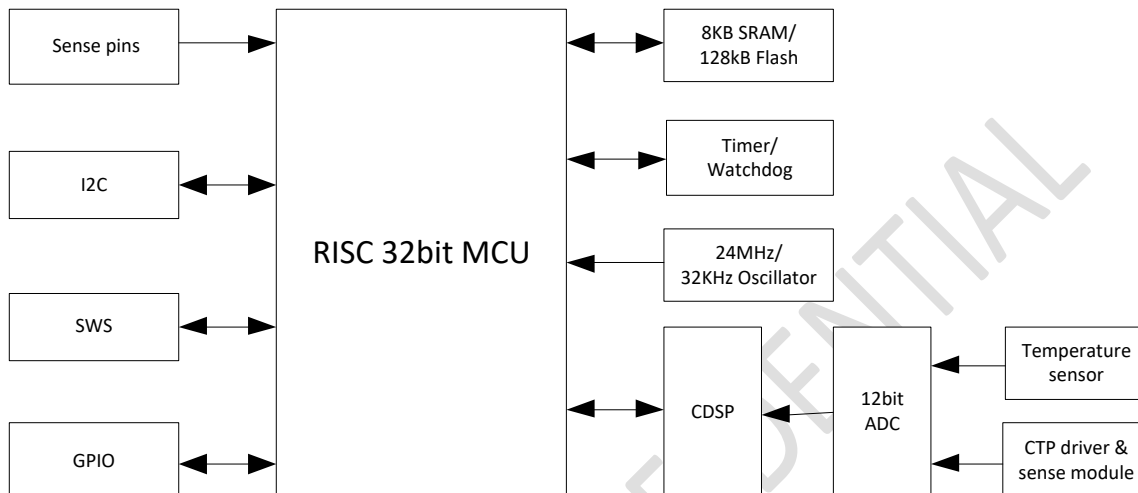 Sense pins
I2C
SWS
GPIO
RISC 32bit MCU
8KB SRAM/
128kB Flash
Timer/
Watchdog
24MHz/
32KHz Oscillator
CDSP
12bit
ADC
Temperature
sensor
CTP driver &
sense module
DENTIAL